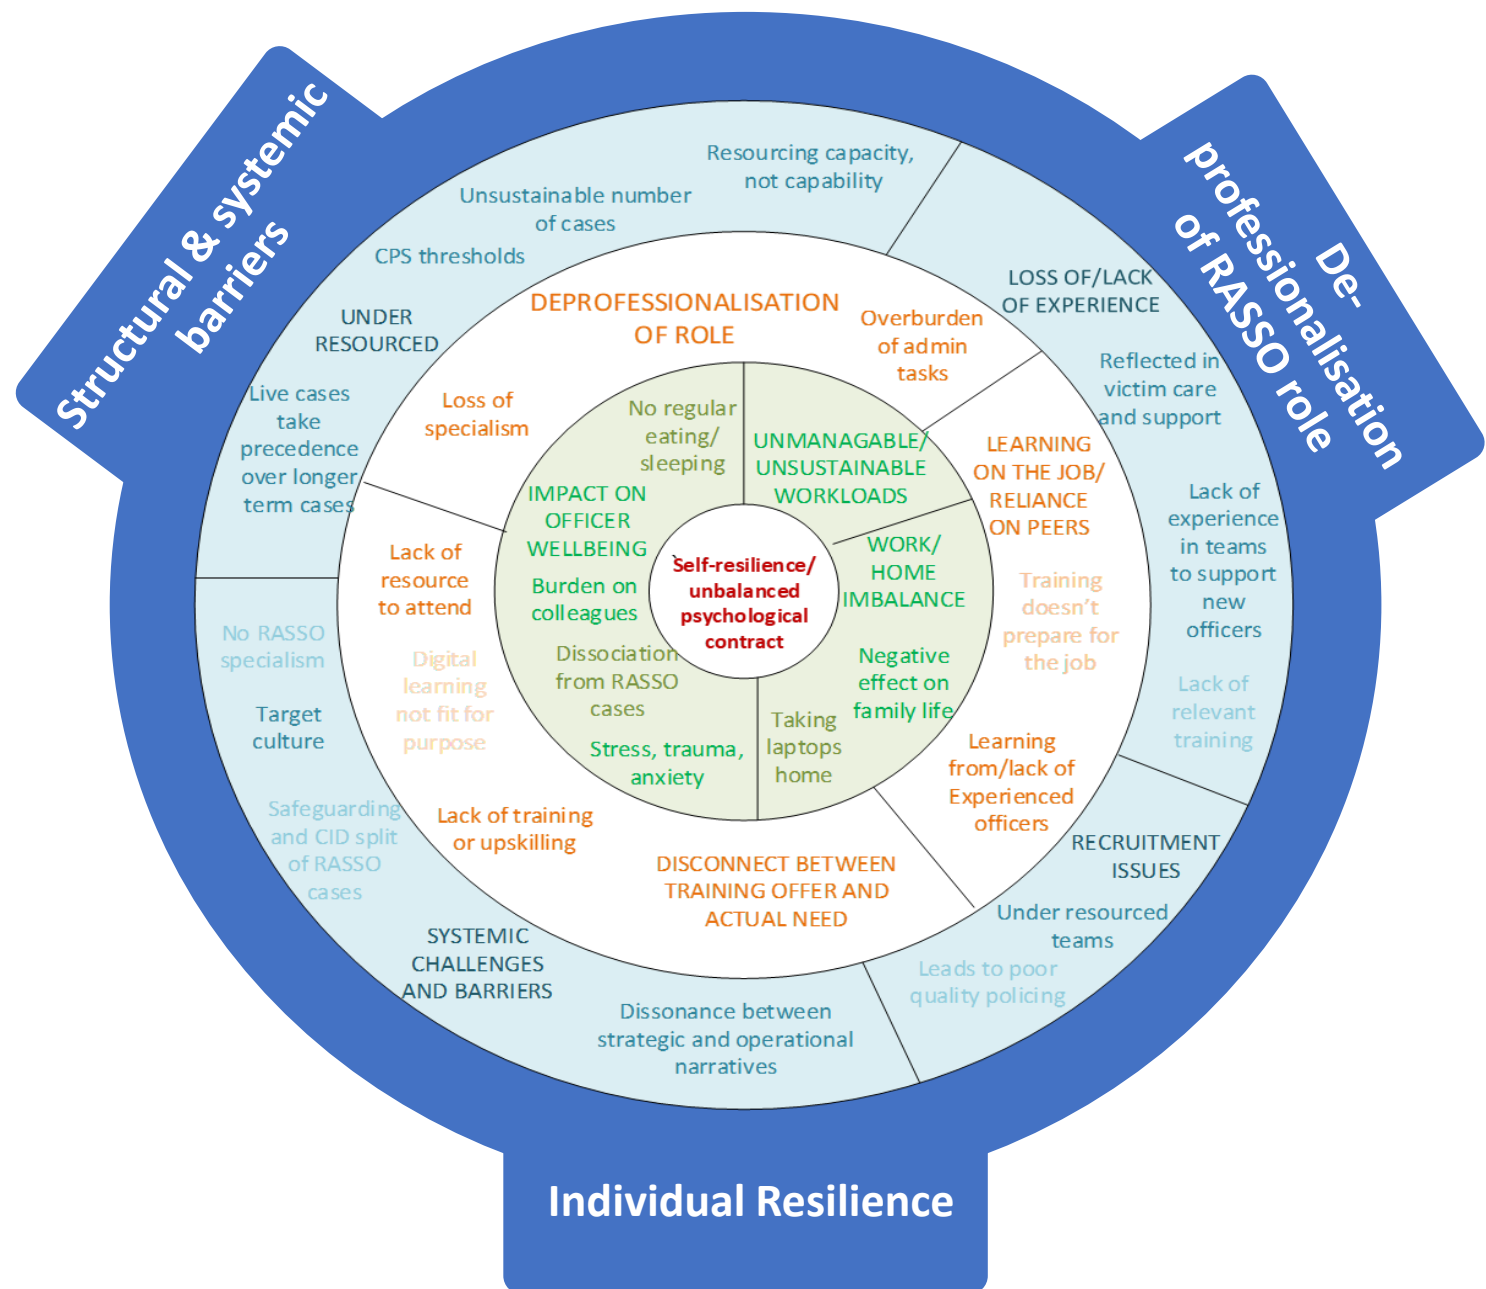 Structural & systemic
barriers
De-
professionalisation
of RASSO role
Individual Resilience
Resourcing capacity,
not capability
Unsustainable number
of cases
CPS thresholds
UNDER
RESOURCED
Live cases
take
precedence
over longer
term cases
LOSS OF/LACK
OF EXPERIENCE
Reflected in
victim care
and support
Lack of
experience
in teams
to support
new
officers
Lack of
relevant
training
RECRUITMENT
ISSUES
Under resourced
teams
Leads to poor
quality policing
No RASSO
specialism
Target
culture
Safeguarding
and CID split
of RASSO
cases
SYSTEMIC
CHALLENGES
AND BARRIERS
Dissonance between
strategic and operational
narratives
DEPROFESSIONALISATION
OF ROLE
Overburden
of admin
tasks
Loss of
specialism
LEARNING
ON THE JOB/
RELIANCE
ON PEERS
Training
doesn't
prepare for
the job
Learning
from/lack of
Experienced
officers
Lack of
resource
to attend
Digital
learning
not fit for
purpose
Lack of training
or upskilling
DISCONNECT BETWEEN
TRAINING OFFER AND
ACTUAL NEED
No regular
eating/
sleeping
IMPACT ON
OFFICER
WELLBEING
Burden on
colleagues
Dissociation
from RASSO
cases
Stress, trauma,
anxiety
UNMANAGABLE/
UNSUSTAINABLE
WORKLOADS
WORK/
HOME
IMBALANCE
Negative
effect on
family life
Taking
laptops
home
`Self-resilience/
unbalanced
psychological
contract